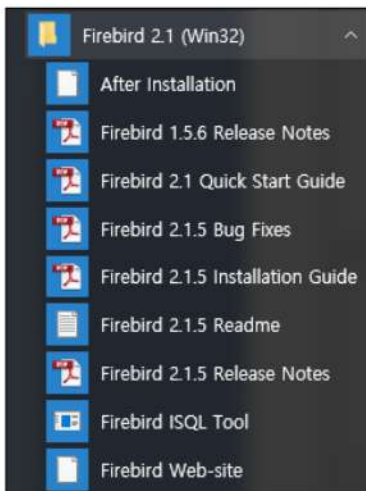 Firebird 2.1 (Win32)
After Installation
Firebird 1.5.6 Release Notes
Firebird 2.1 Quick Start Guide
Firebird 2.1.5 Bug Fixes
Firebird 2.1.5 Installation Guide
Firebird 2.1.5 Readme
Firebird 2.1.5 Release Notes
Firebird ISQL Tool
Firebird Web-site